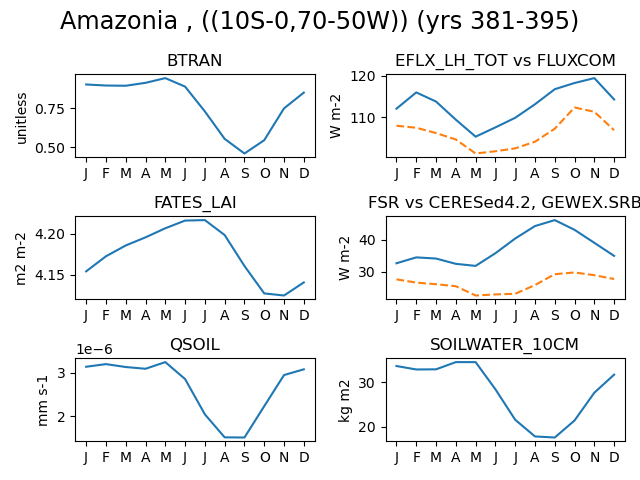 Amazonia , ((10S-0,70-50W)) (yrs 381-395)
BTRAN
unitless
0.75
0.50
J F M A M J J A S O N D
EFLX_LH_TOT vs FLUXCOM
W m-2
120
110
J F M A M J J A S O N D
FATES_LAI
m2 m-2
4.20
4.15
J F M A M J J A S O N D
FSR vs CERESed4.2, GEWEX.SRB
W m-2
40
30
J F M A M J J A S O N D
QSOIL
1e−6
mm s-1
3
2
J F M A M J J A S O N D
SOILWATER_10CM
kg m2
30
20
J F M A M J J A S O N D